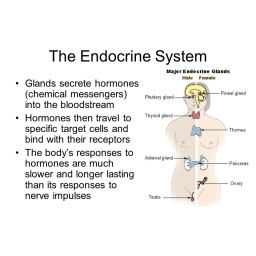 The Endocrine System
• Glands secrete hormones
(chemical messengers)
into the bloodstream
• Hormones then travel to
specific target cells and
bind with their receptors
• The body's responses to
hormones are much
slower and longer lasting
than its responses to
nerve impulses
Major Endocrine Glands
Male Female
Pituitary gland
Pineal gland
Thyroid gland
Thymus
Adrenal gland
Pancreas
Ovary
Testis